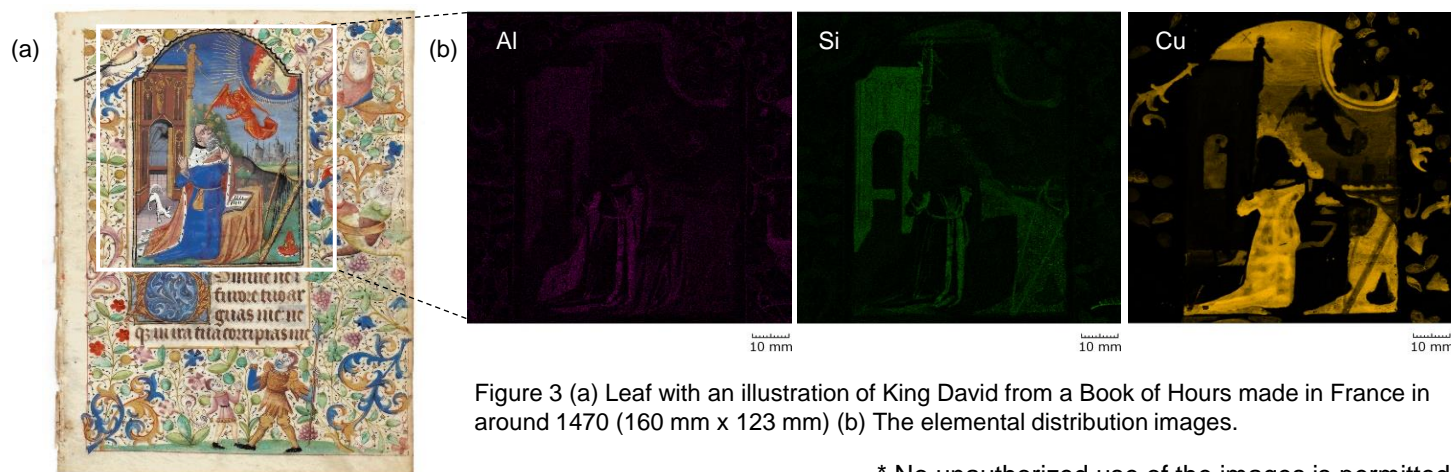 (a)
(b)
Al
Si
Cu
10 mm
10 mm
10 mm
Figure 3 (a) Leaf with an illustration of King David from a Book of Hours made in France in
around 1470 (160 mm x 123 mm) (b) The elemental distribution images.
* No unauthorized use of the images is permitted